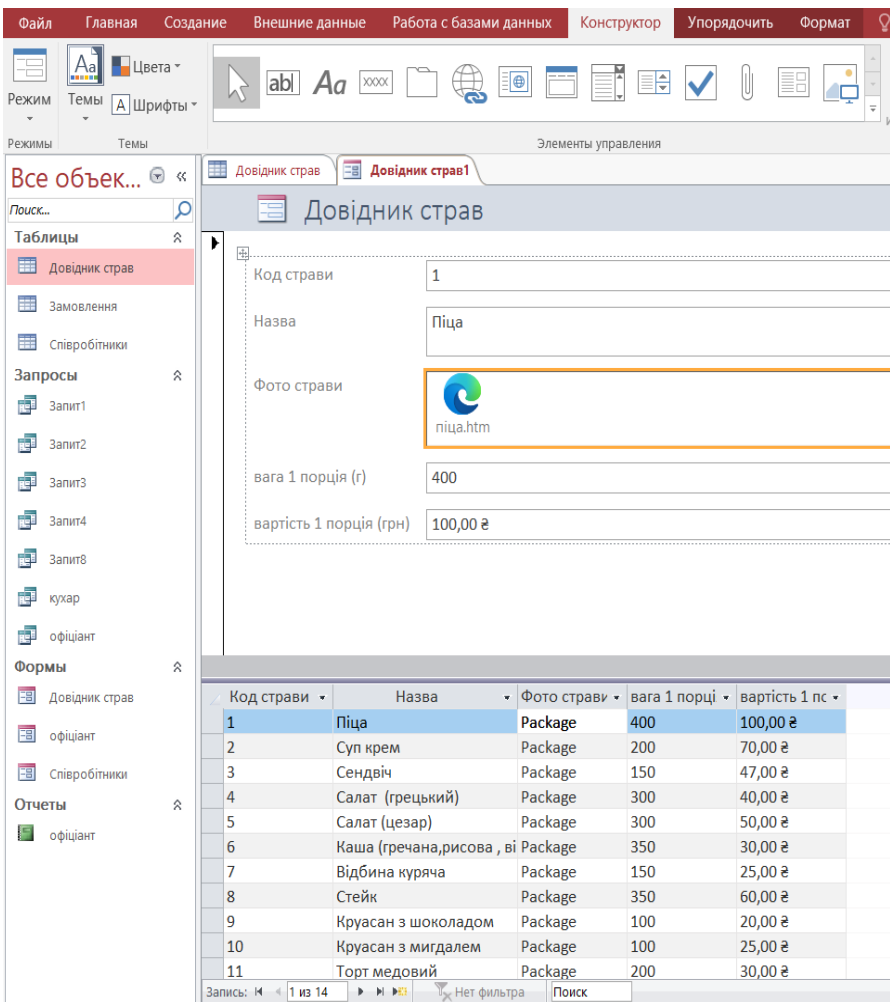 Файл Главная Создание Внешние данные Работа с базами данных Конструктор Упорядочить Формат
Режим
Темы
Aa
Цвета
A Шрифты
ab Aa XXXX
Режимы Темы Элементы управления
Все объек...
Поиск...
Таблицы
Довідник страв
Замовлення
Співробітники
Запросы
Запит1
Запит2
Запит3
Запит4
Запит8
кухар
офіціант
Формы
Довідник страв
офіціант
Співробітники
Отчеты
офіціант
Довідник страв Довідник страв1
Довідник страв
Код страви 1
Назва Піца
Фото страви
піца.htm
вага 1 порція (г) 400
вартість 1 порція (грн) 100,00 ₴
Код страви Назва Фото страви вага 1 порці вартість 1 пс
1 Піца Package 400 100,00 ₴
2 Суп крем Package 200 70,00 ₴
3 Сендвіч Package 150 47,00 ₴
4 Салат (грецький) Package 300 40,00 ₴
5 Салат (цезар) Package 300 50,00 ₴
6 Каша (гречана,рисова , ві Package 350 30,00 ₴
7 Відбина куряча Package 150 25,00 ₴
8 Стейк Package 350 60,00 ₴
9 Круасан з шоколадом Package 100 20,00 ₴
10 Круасан з мигдалем Package 100 25,00 ₴
11 Торт медовий Package 200 30,00 ₴
Запись: 1 из 14 Нет фильтра Поиск